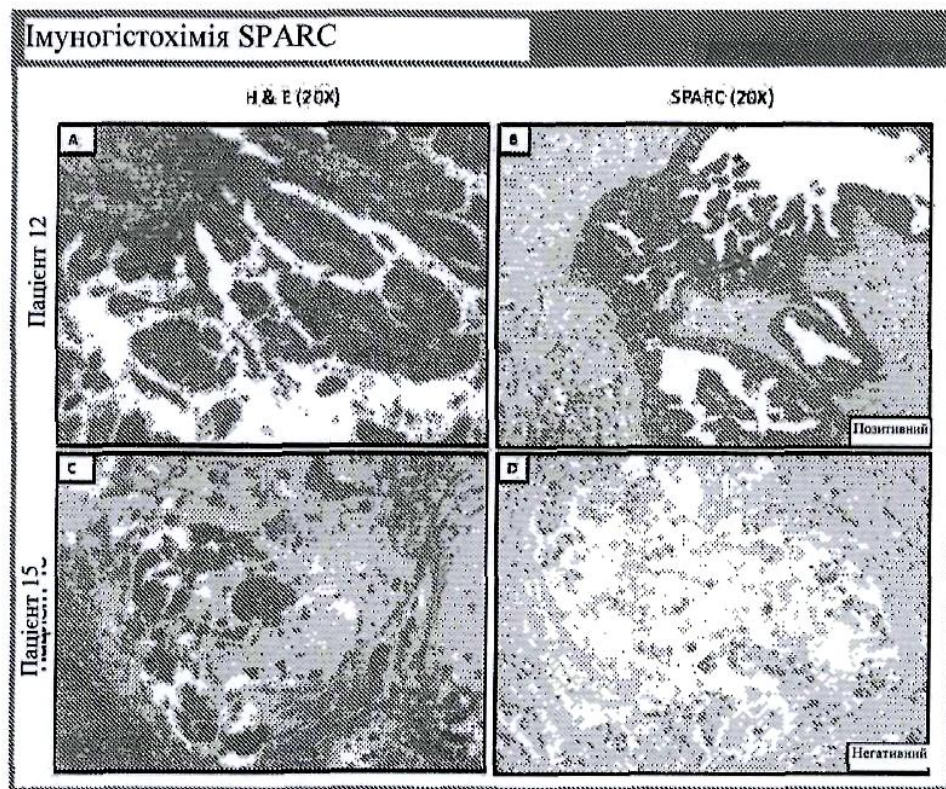 Імуногістохімія SPARC
H & E (20X)
SPARC (20X)
Пацієнт 12
A
B
Позитивний
Пацієнт 15
C
D
Негативний